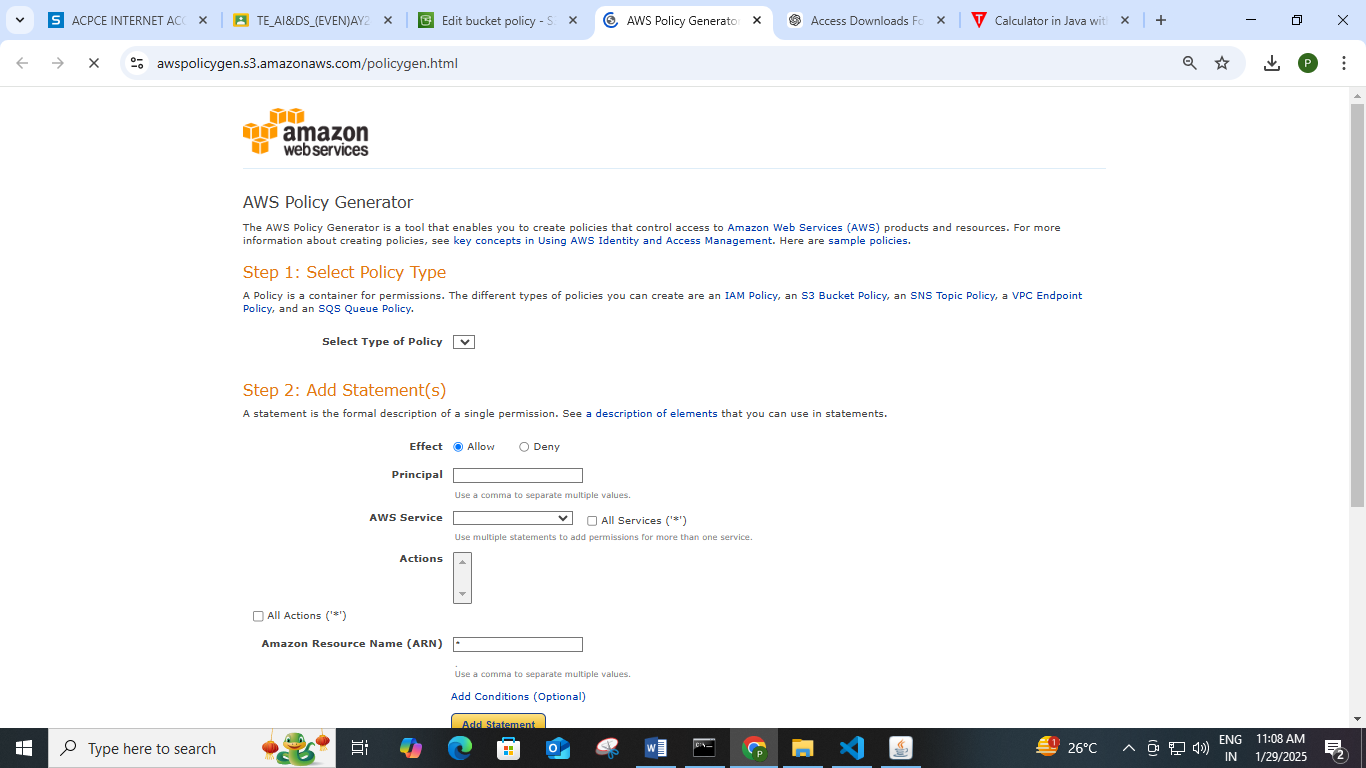 ACPCE INTERNET ACC
TE_AI&DS_(EVEN)AY2
Edit bucket policy - S
AWS Policy Generato
Access Downloads Fo
Calculator in Java wit
awspolicygen.s3.amazonaws.com/policygen.html
P
amazon
web services
AWS Policy Generator
The AWS Policy Generator is a tool that enables you to create policies that control access to Amazon Web Services (AWS) products and resources. For more
information about creating policies, see key concepts in Using AWS Identity and Access Management. Here are sample policies.
Step 1: Select Policy Type
A Policy is a container for permissions. The different types of policies you can create are an IAM Policy, an S3 Bucket Policy, an SNS Topic Policy, a VPC Endpoint
Policy, and an SQS Queue Policy.
Select Type of Policy
Step 2: Add Statement(s)
A statement is the formal description of a single permission. See a description of elements that you can use in statements.
Effect Allow Deny
Principal
Use a comma to separate multiple values.
AWS Service All Services ('*')
Use multiple statements to add permissions for more than one service.
Actions
All Actions ('*')
Amazon Resource Name (ARN) *
.
Use a comma to separate multiple values.
Add Conditions (Optional)
Add Statement
Type here to search
26°C
ENG
IN
11:08 AM
1/29/2025
2